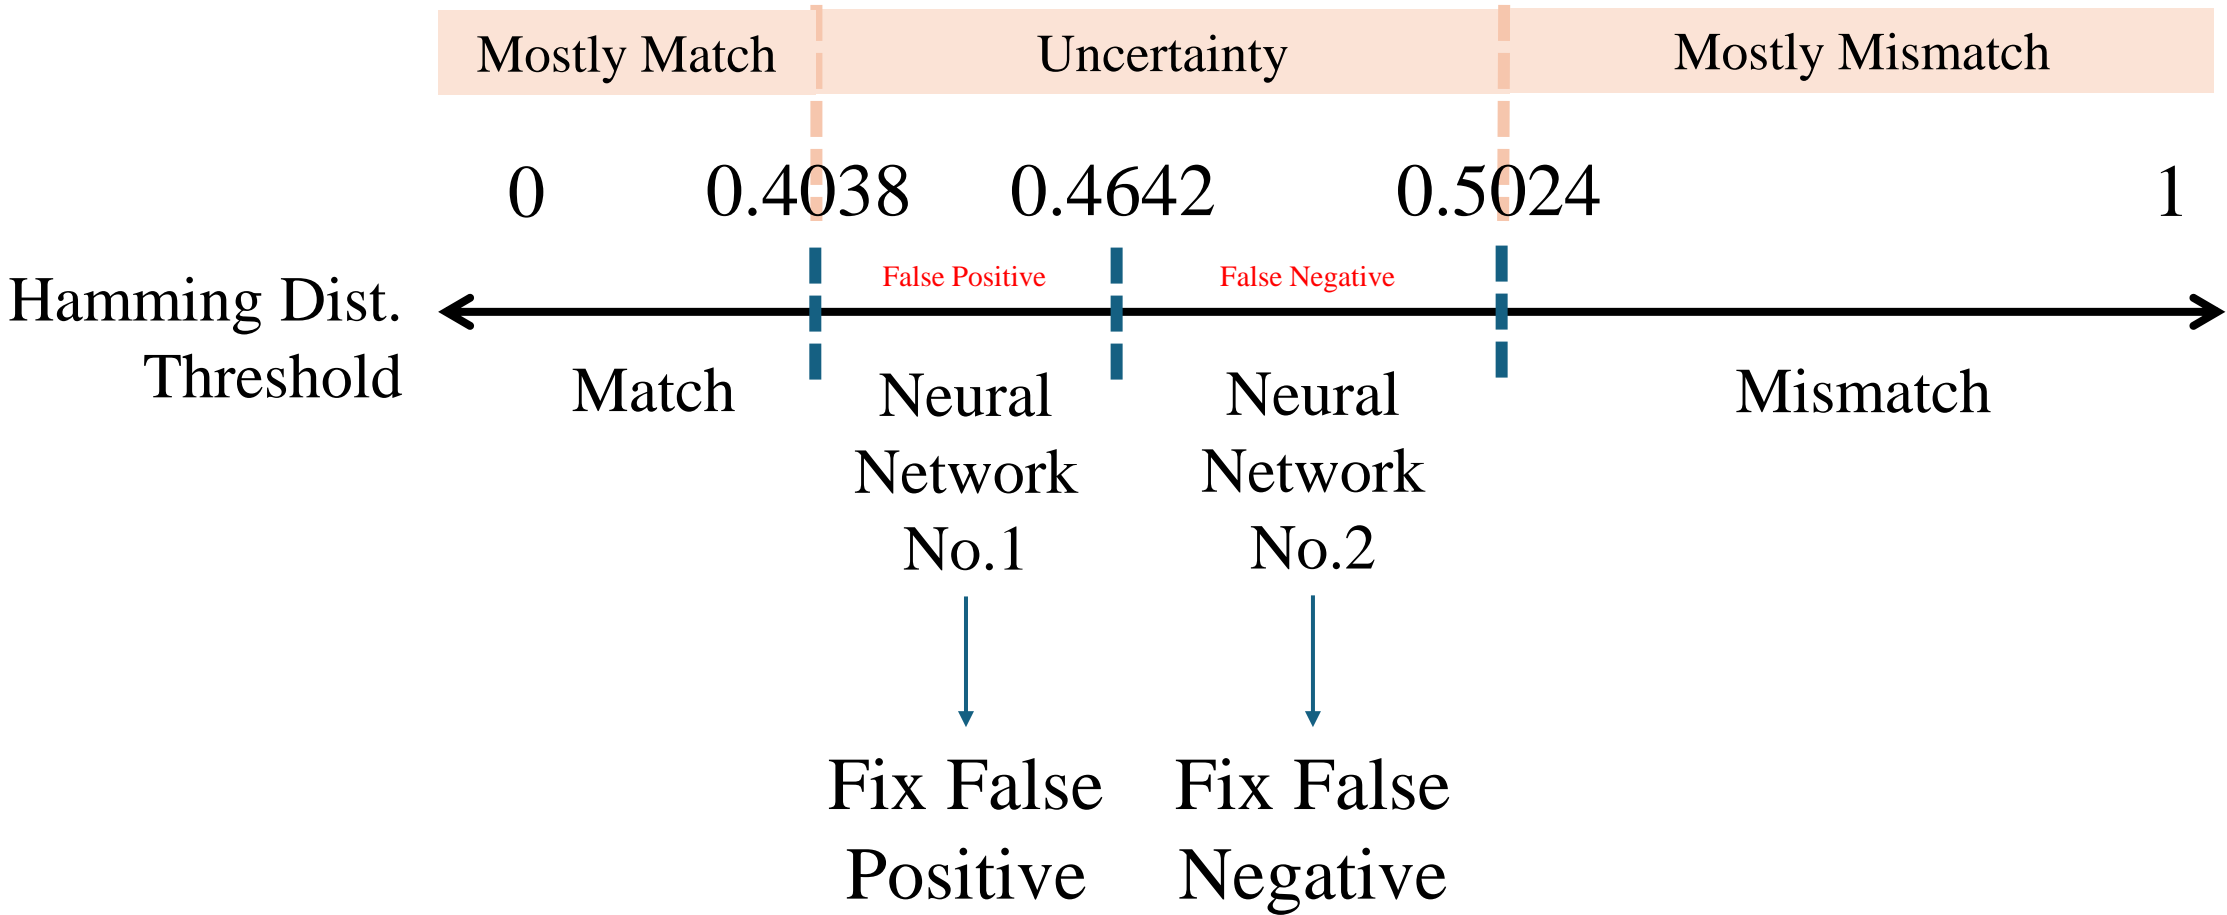 Mostly Match
Uncertainty
Mostly Mismatch
0
0.4038
0.4642
0.5024
1
Hamming Dist.
Threshold
False Positive
False Negative
Match
Neural
Network
No.1
Neural
Network
No.2
Mismatch
Fix False
Positive
Fix False
Negative